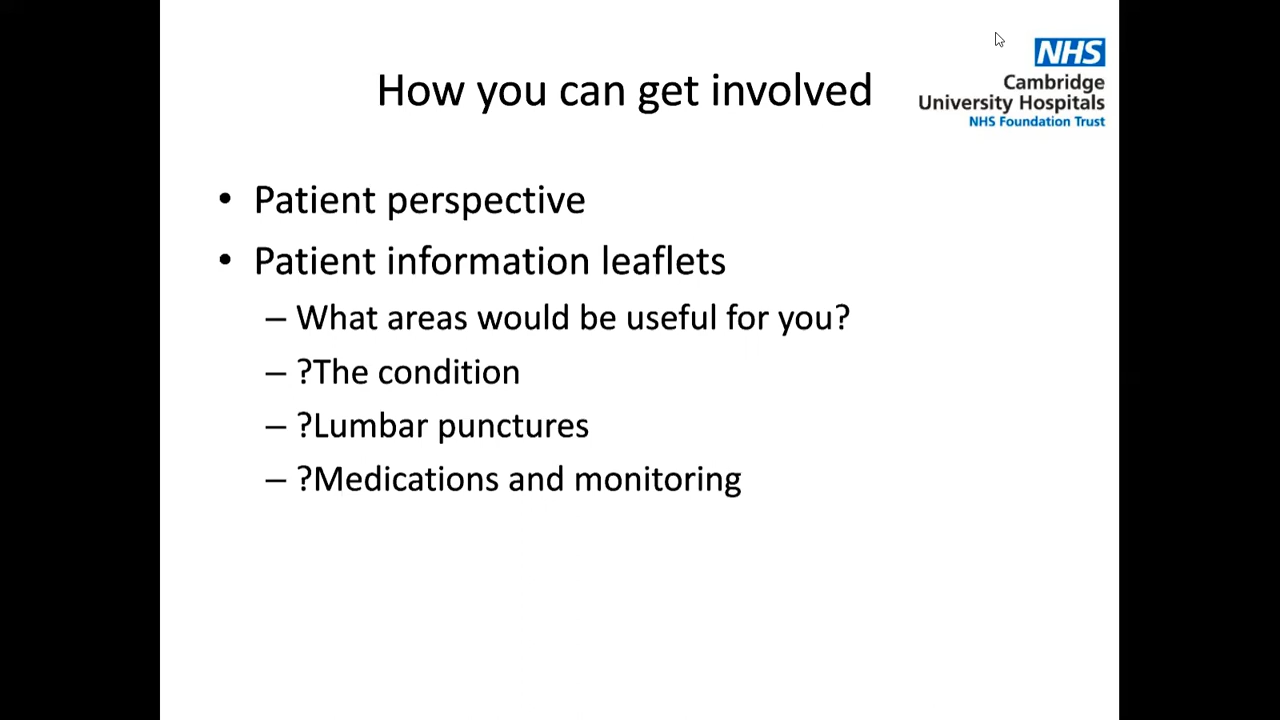 How you can get involved
NHS
Cambridge
University Hospitals
NHS Foundation Trust
• Patient perspective
• Patient information leaflets
– What areas would be useful for you?
– ?The condition
– ?Lumbar punctures
– ?Medications and monitoring